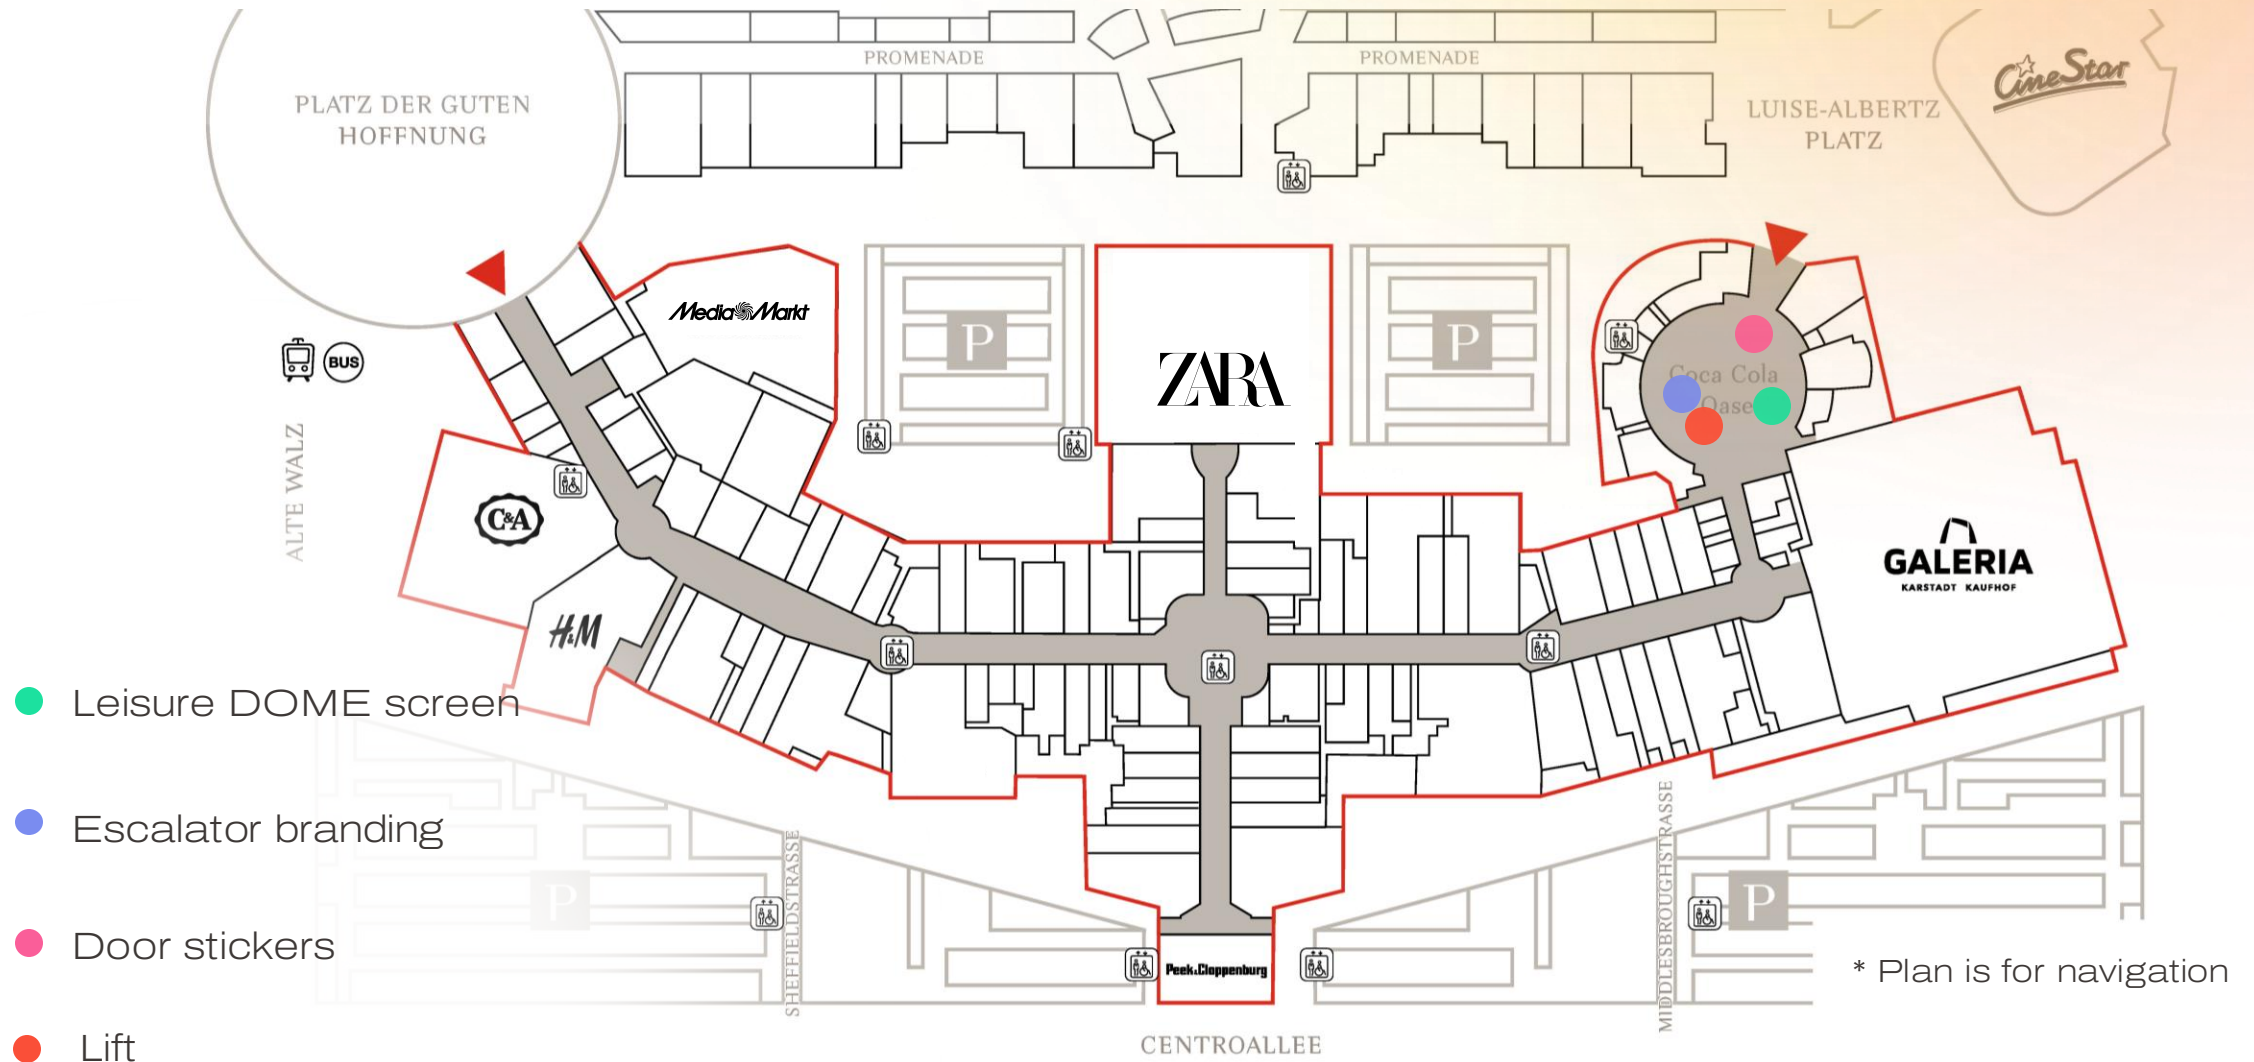 PROMENADE
PROMENADE
PLATZ DER GUTEN
HOFFNUNG
LUISE-ALBERTZ
PLATZ
CineStar
MediaMarkt
P
P
ZARA
BUS
Coca Cola
Oase
ALTE WALZ
C&A
H&M
GALERIA
KARSTADT KAUFHOF
Leisure DOME screen
Escalator branding
Door stickers
Lift
P
SHEFFIELDSTRASSE
MIDDLESBROUGHSTRASSE
P
Peek&Cloppenburg
* Plan is for navigation
CENTROALLEE